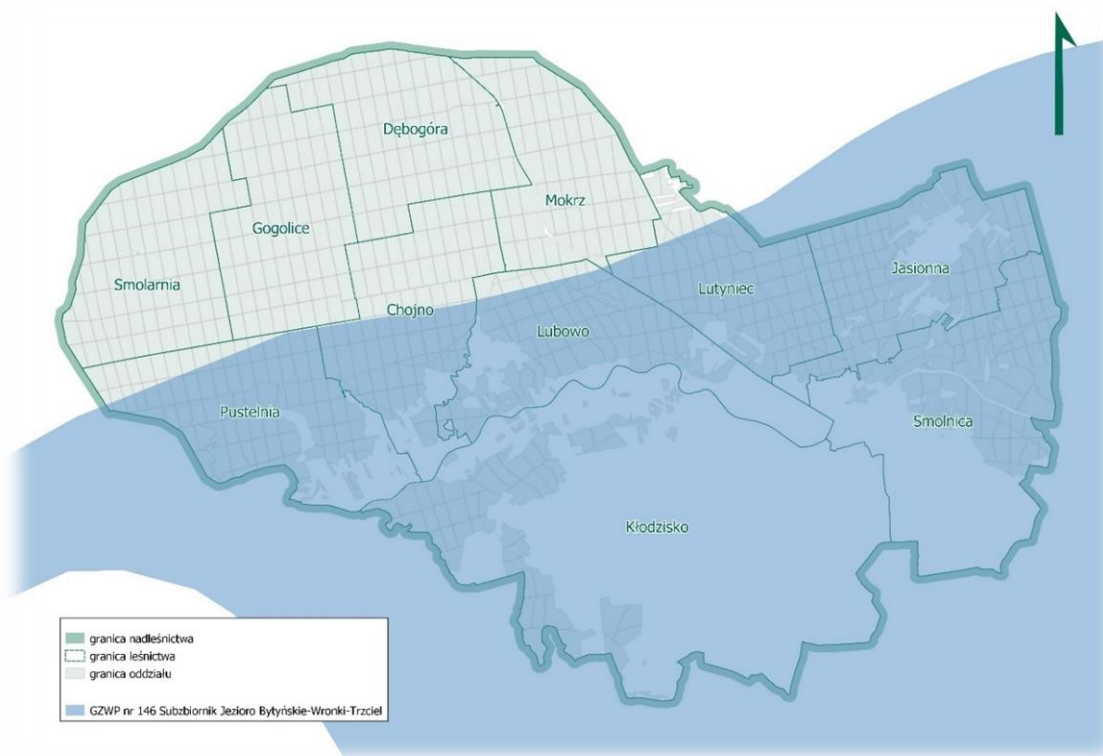 Dębogóra
Mokrz
Gogolice
Smolarnia
Jasionna
Lutyniec
Chojno
Lubowo
Pustelnia
Smolnica
Kłodzisko
granica nadleśnictwa
granica leśnictwa
granica oddziału
GZWP nr 146 Subzbiornik Jezioro Bytyńskie-Wronki-Trzciel